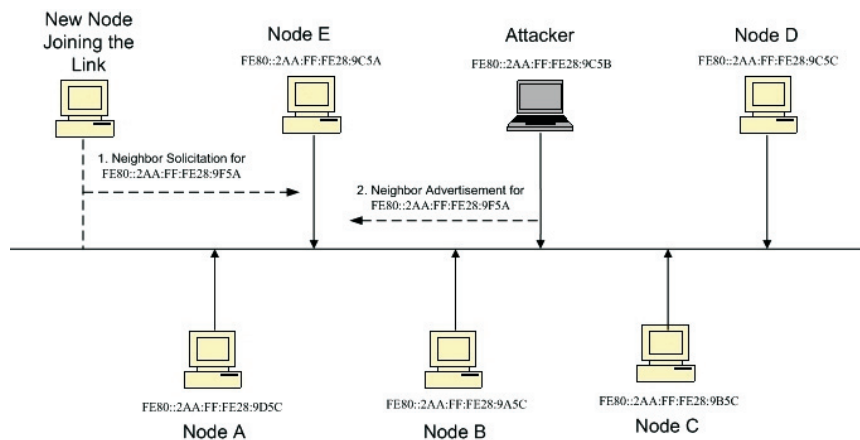 New Node
Joining the
Link
Node E
FE80::2AA:FF:FE28:9C5A
Attacker
FE80::2AA:FF:FE28:9C5B
Node D
FE80::2AA:FF:FE28:9C5C
1. Neighbor Solicitation for
FE80::2AA:FF:FE28:9F5A
2. Neighbor Advertisement for
FE80::2AA:FF:FE28:9F5A
FE80::2AA:FF:FE28:9D5C
Node A
FE80::2AA:FF:FE28:9A5C
Node B
FE80::2AA:FF:FE28:9B5C
Node C